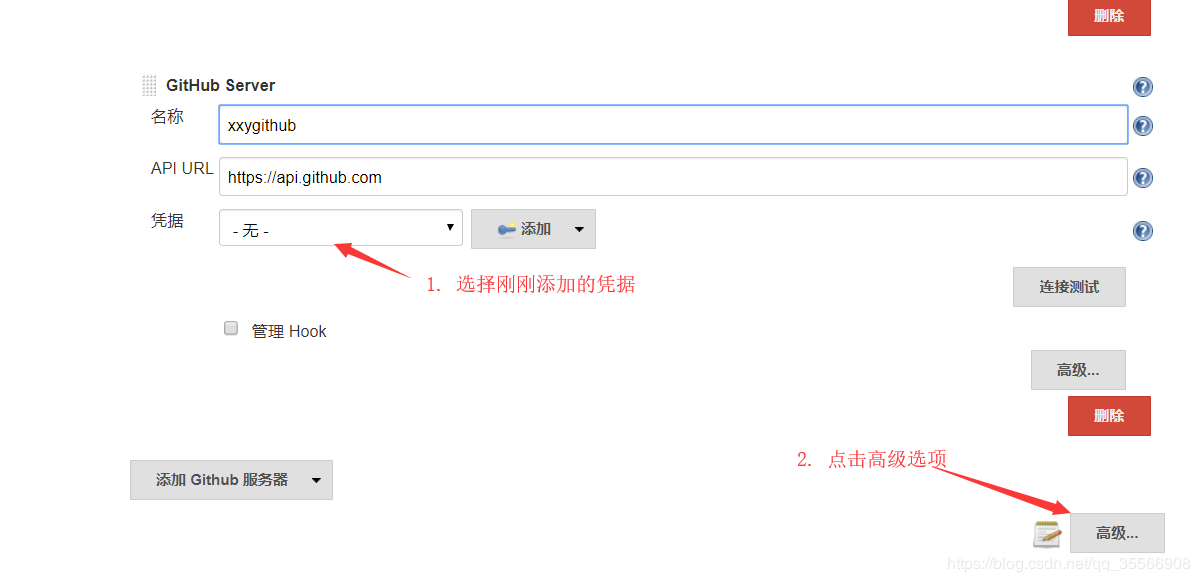 删除
GitHub Server
名称
xxygithub
API URL
https://api.github.com
凭据
- 无 -
添加
1. 选择刚刚添加的凭据
连接测试
管理 Hook
高级...
删除
2. 点击高级选项
添加 Github 服务器
高级...
https://blog.csdn.net/qq_35566908